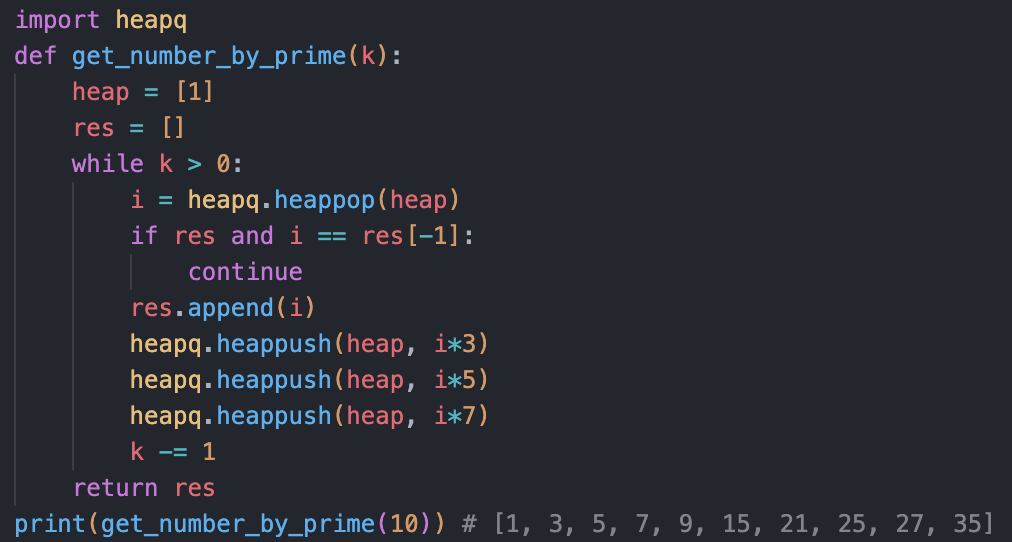 import heapq
def get_number_by_prime(k):
    heap = [1]
    res = []
    while k > 0:
        i = heapq.heappop(heap)
        if res and i == res[-1]:
            continue
        res.append(i)
        heapq.heappush(heap, i*3)
        heapq.heappush(heap, i*5)
        heapq.heappush(heap, i*7)
        k -= 1
    return res
print(get_number_by_prime(10)) # [1, 3, 5, 7, 9, 15, 21, 25, 27, 35]